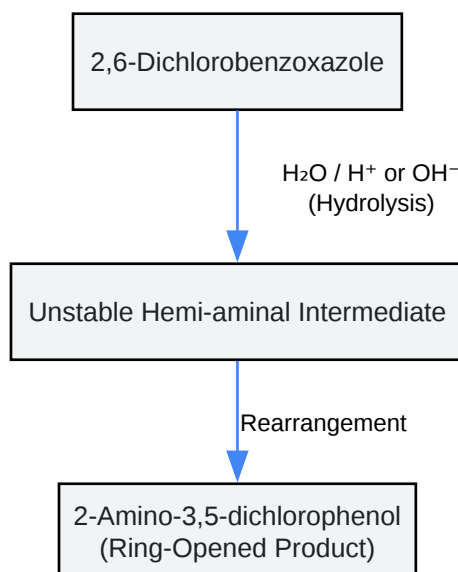 2,6-Dichlorobenzoxazole
H₂O / H⁺ or OH⁻
(Hydrolysis)
Unstable Hemi-aminal Intermediate
Rearrangement
2-Amino-3,5-dichlorophenol
(Ring-Opened Product)